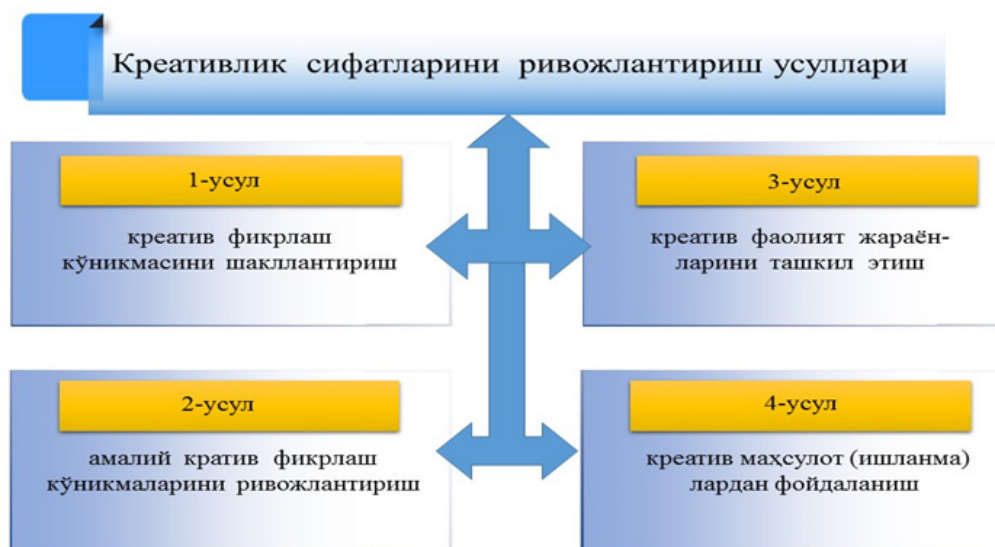 Креативлик сифатларини ривожлантириш усуллари
1-усул
креатив фикрлаш
кўникмасини шакллантириш
2-усул
амалий кратив фикрлаш
кўникмаларини ривожлантириш
3-усул
креатив фаолият жараён-
ларини ташкил этиш
4-усул
креатив маҳсулот (ишланма)
лардан фойдаланиш